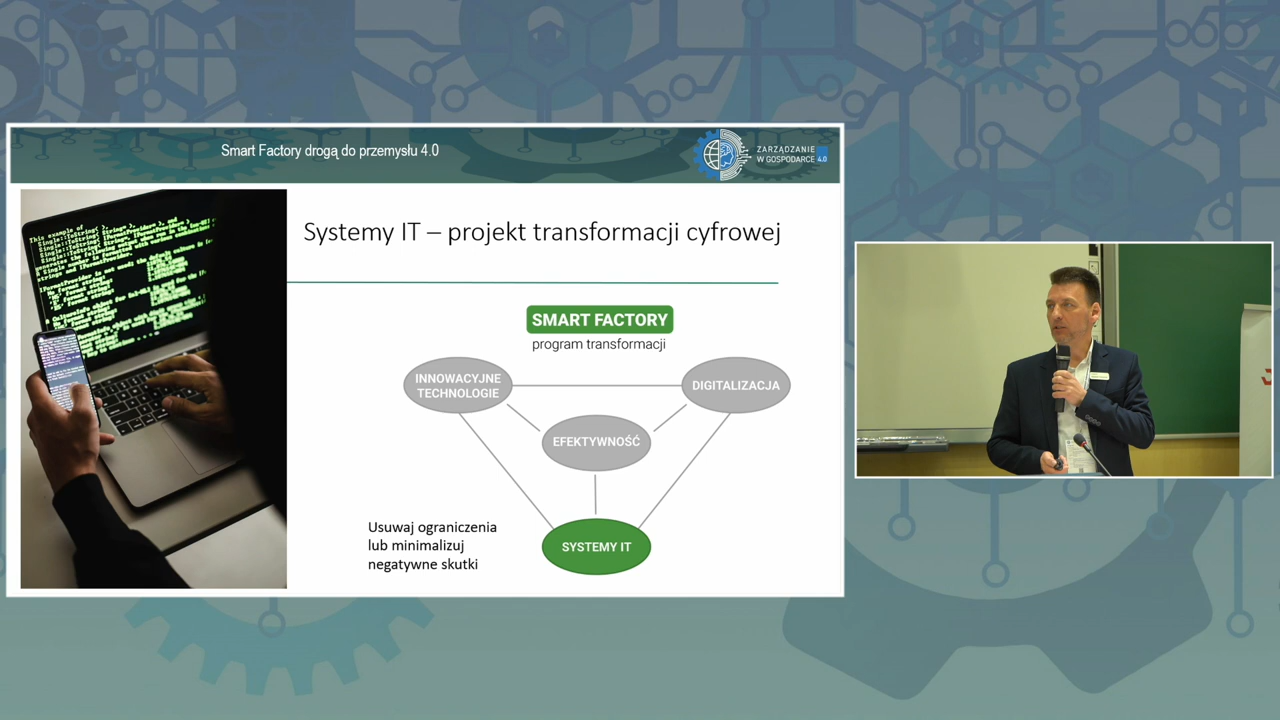 Smart Factory drogą do przemysłu 4.0
ZARZĄDZANIE
W GOSPODARCE 4.0
Systemy IT – projekt transformacji cyfrowej
SMART FACTORY
program transformacji
INNOWACYJNE
TECHNOLOGIE
DIGITALIZACJA
EFEKTYWNOŚĆ
Usuwaj ograniczenia
lub minimalizuj
negatywne skutki
SYSTEMY IT